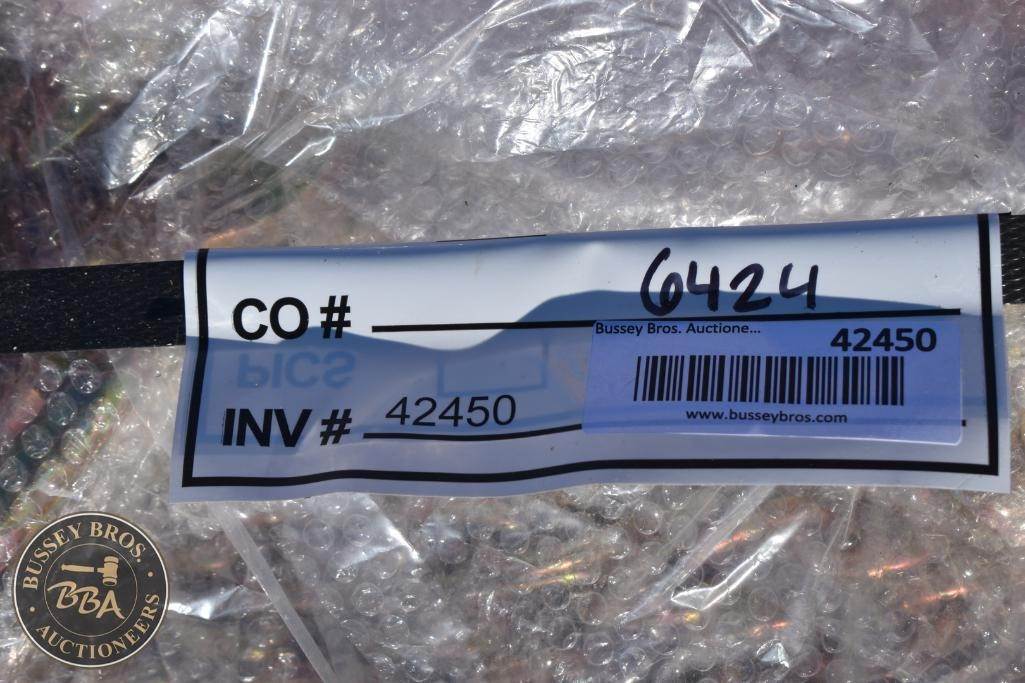 CO # 6424
Bussey Bros. Auctione...
42450
www.busseybros.com
INV # 42450
PICS
BUSSEY BROS.
BBA
AUCTIONEERS